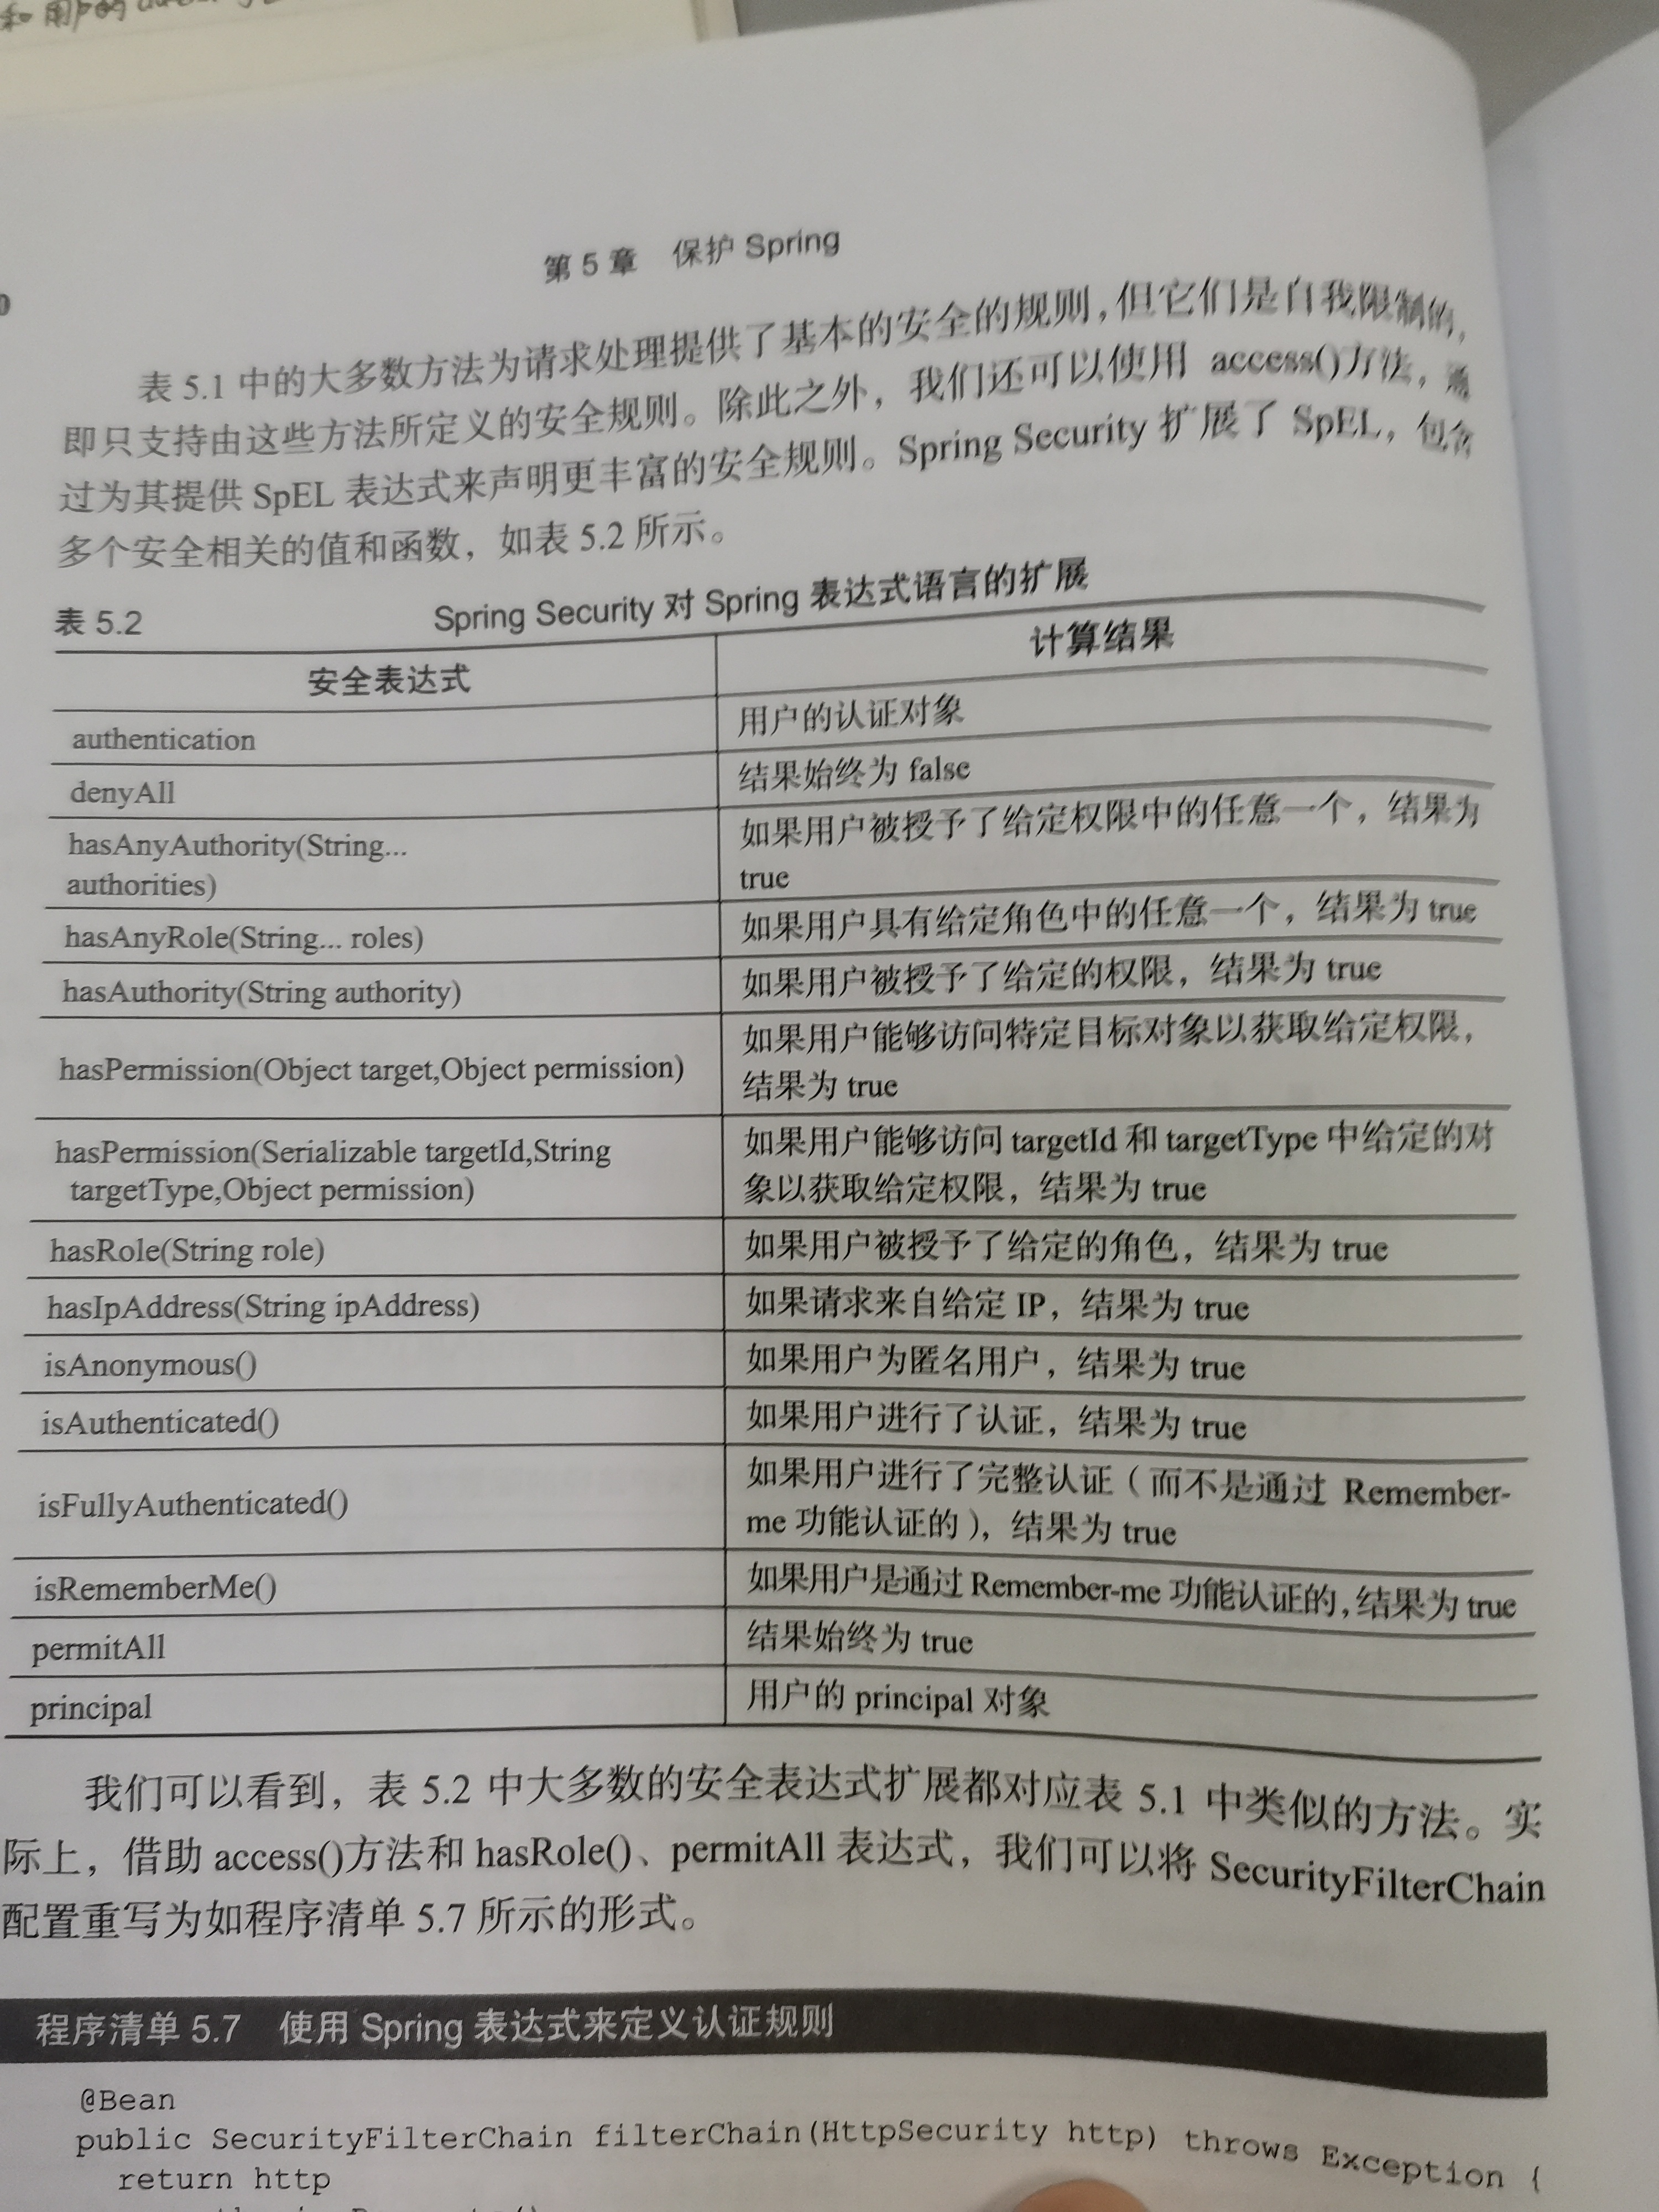 和用户的
第 5 章 保护 Spring
表 5.1 中的大多数方法为请求处理提供了基本的安全的规则,但它们是自我限制的,
即只支持由这些方法所定义的安全规则。除此之外，我们还可以使用 access()方法，通
过为其提供 SpEL 表达式来声明更丰富的安全规则。Spring Security 扩展了 SpEL，包含
多个安全相关的值和函数，如表 5.2 所示。
表 5.2 Spring Security 对 Spring 表达式语言的扩展
安全表达式 计算结果
authentication 用户的认证对象
denyAll 结果始终为 false
hasAnyAuthority(String... 如果用户被授予了给定权限中的任意一个，结果为
authorities) true
hasAnyRole(String... roles) 如果用户具有给定角色中的任意一个，结果为 true
hasAuthority(String authority) 如果用户被授予了给定的权限，结果为 true
hasPermission(Object target,Object permission) 如果用户能够访问特定目标对象以获取给定权限，
结果为 true
hasPermission(Serializable targetId,String 如果用户能够访问 targetId 和 targetType 中给定的对
targetType,Object permission) 象以获取给定权限，结果为 true
hasRole(String role) 如果用户被授予了给定的角色，结果为 true
hasIpAddress(String ipAddress) 如果请求来自给定 IP，结果为 true
isAnonymous() 如果用户为匿名用户，结果为 true
isAuthenticated() 如果用户进行了认证，结果为 true
isFullyAuthenticated() 如果用户进行了完整认证（而不是通过 Remember-
me 功能认证的），结果为 true
isRememberMe() 如果用户是通过 Remember-me 功能认证的,结果为 true
permitAll 结果始终为 true
principal 用户的 principal 对象
我们可以看到，表 5.2 中大多数的安全表达式扩展都对应表 5.1 中类似的方法。实
际上，借助 access()方法和 hasRole()、permitAll 表达式，我们可以将 SecurityFilterChain
配置重写为如程序清单 5.7 所示的形式。
程序清单 5.7 使用 Spring 表达式来定义认证规则
@Bean
public SecurityFilterChain filterChain(HttpSecurity http) throws Exception {
return http